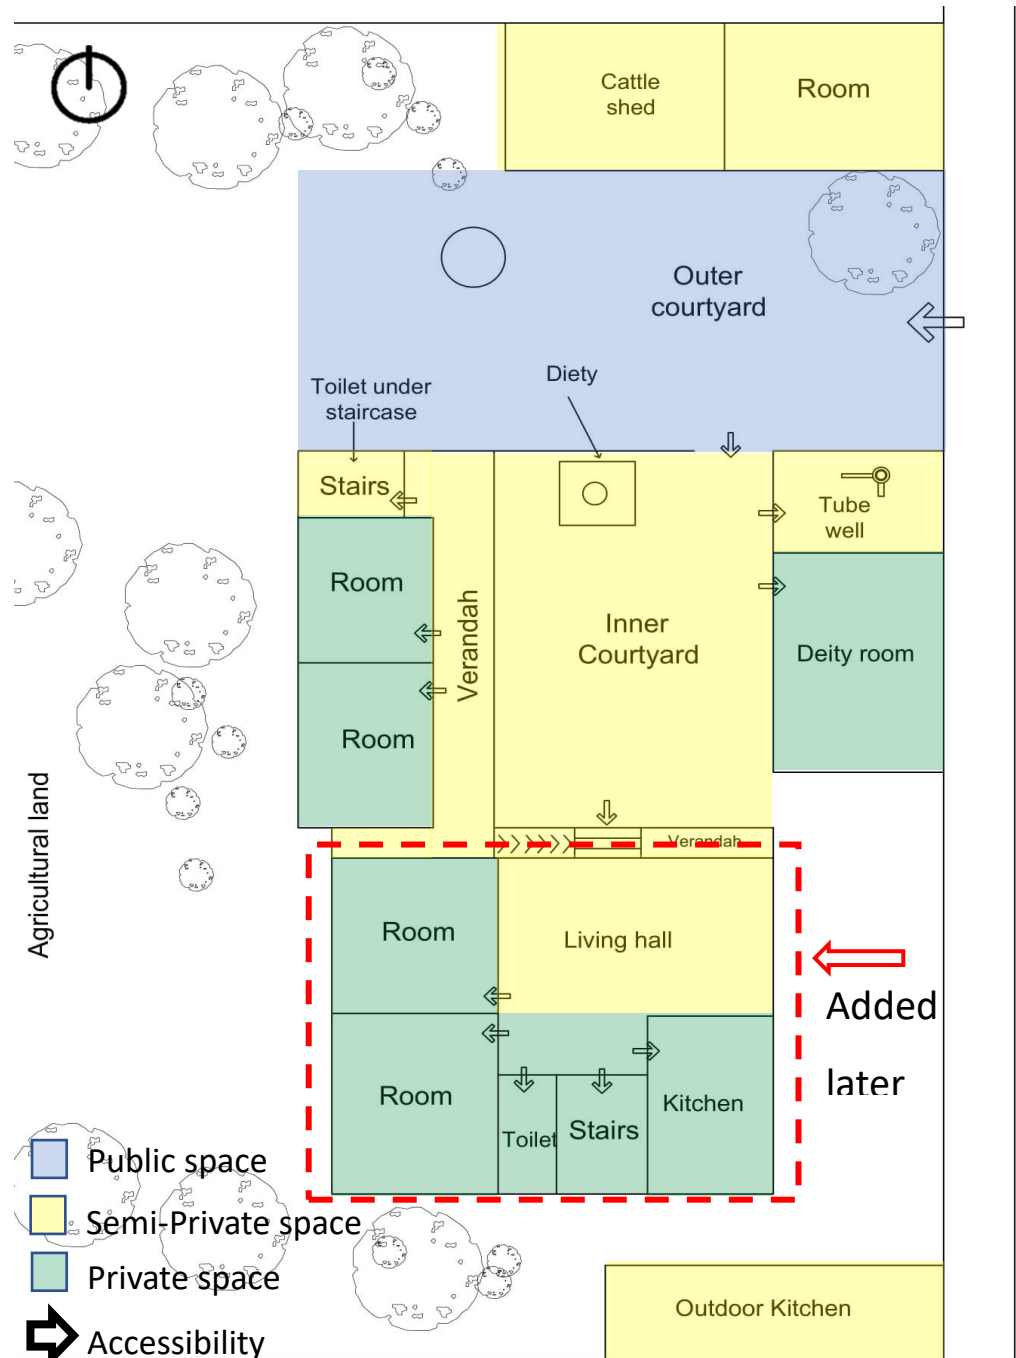 Cattle
shed
Room
Outer
courtyard
Diety
Toilet under
staircase
Stairs
Tube
well
Room
Verandah
Inner
Courtyard
Deity room
Room
Agricultural land
Verandah
Room
Living hall
Added
later
Room
Kitchen
Toilet
Stairs
Public space
Semi-Private space
Private space
Accessibility
Outdoor Kitchen